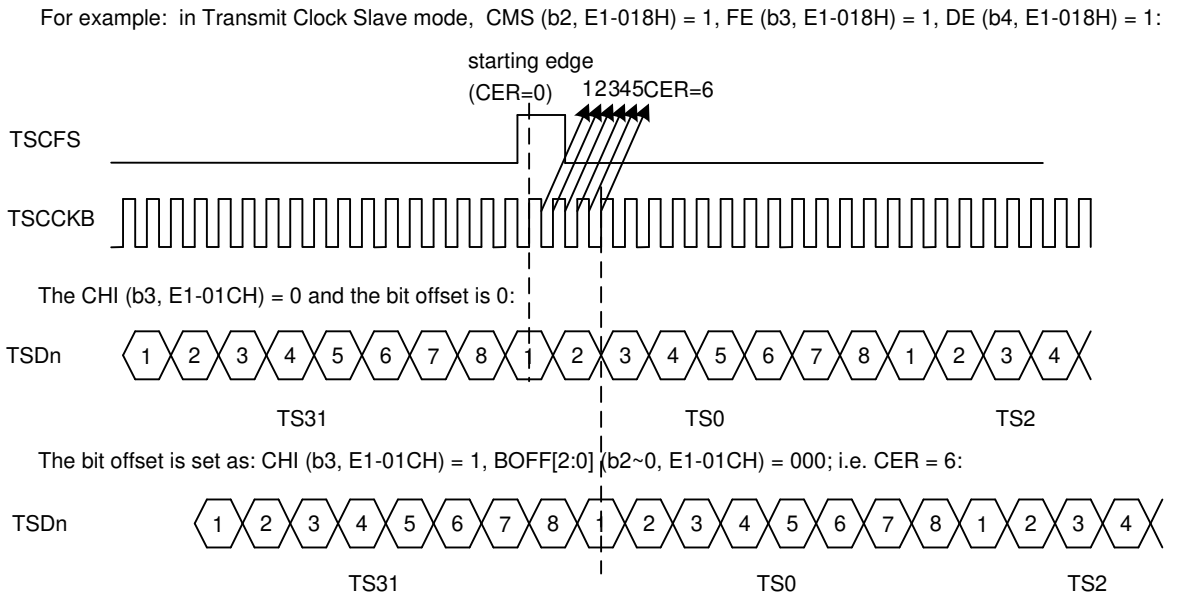 For example: in Transmit Clock Slave mode, CMS (b2, E1-018H) = 1, FE (b3, E1-018H) = 1, DE (b4, E1-018H) = 1:
starting edge
(CER=0) 12345CER=6
TSCFS
TSCCKB
The CHI (b3, E1-01CH) = 0 and the bit offset is 0:
TSDn 1 2 3 4 5 6 7 8 1 2 3 4 5 6 7 8 1 2 3 4
TS31 TS0 TS2
The bit offset is set as: CHI (b3, E1-01CH) = 1, BOFF[2:0] (b2~0, E1-01CH) = 000; i.e. CER = 6:
TSDn 1 2 3 4 5 6 7 8 1 2 3 4 5 6 7 8 1 2 3 4
TS31 TS0 TS2